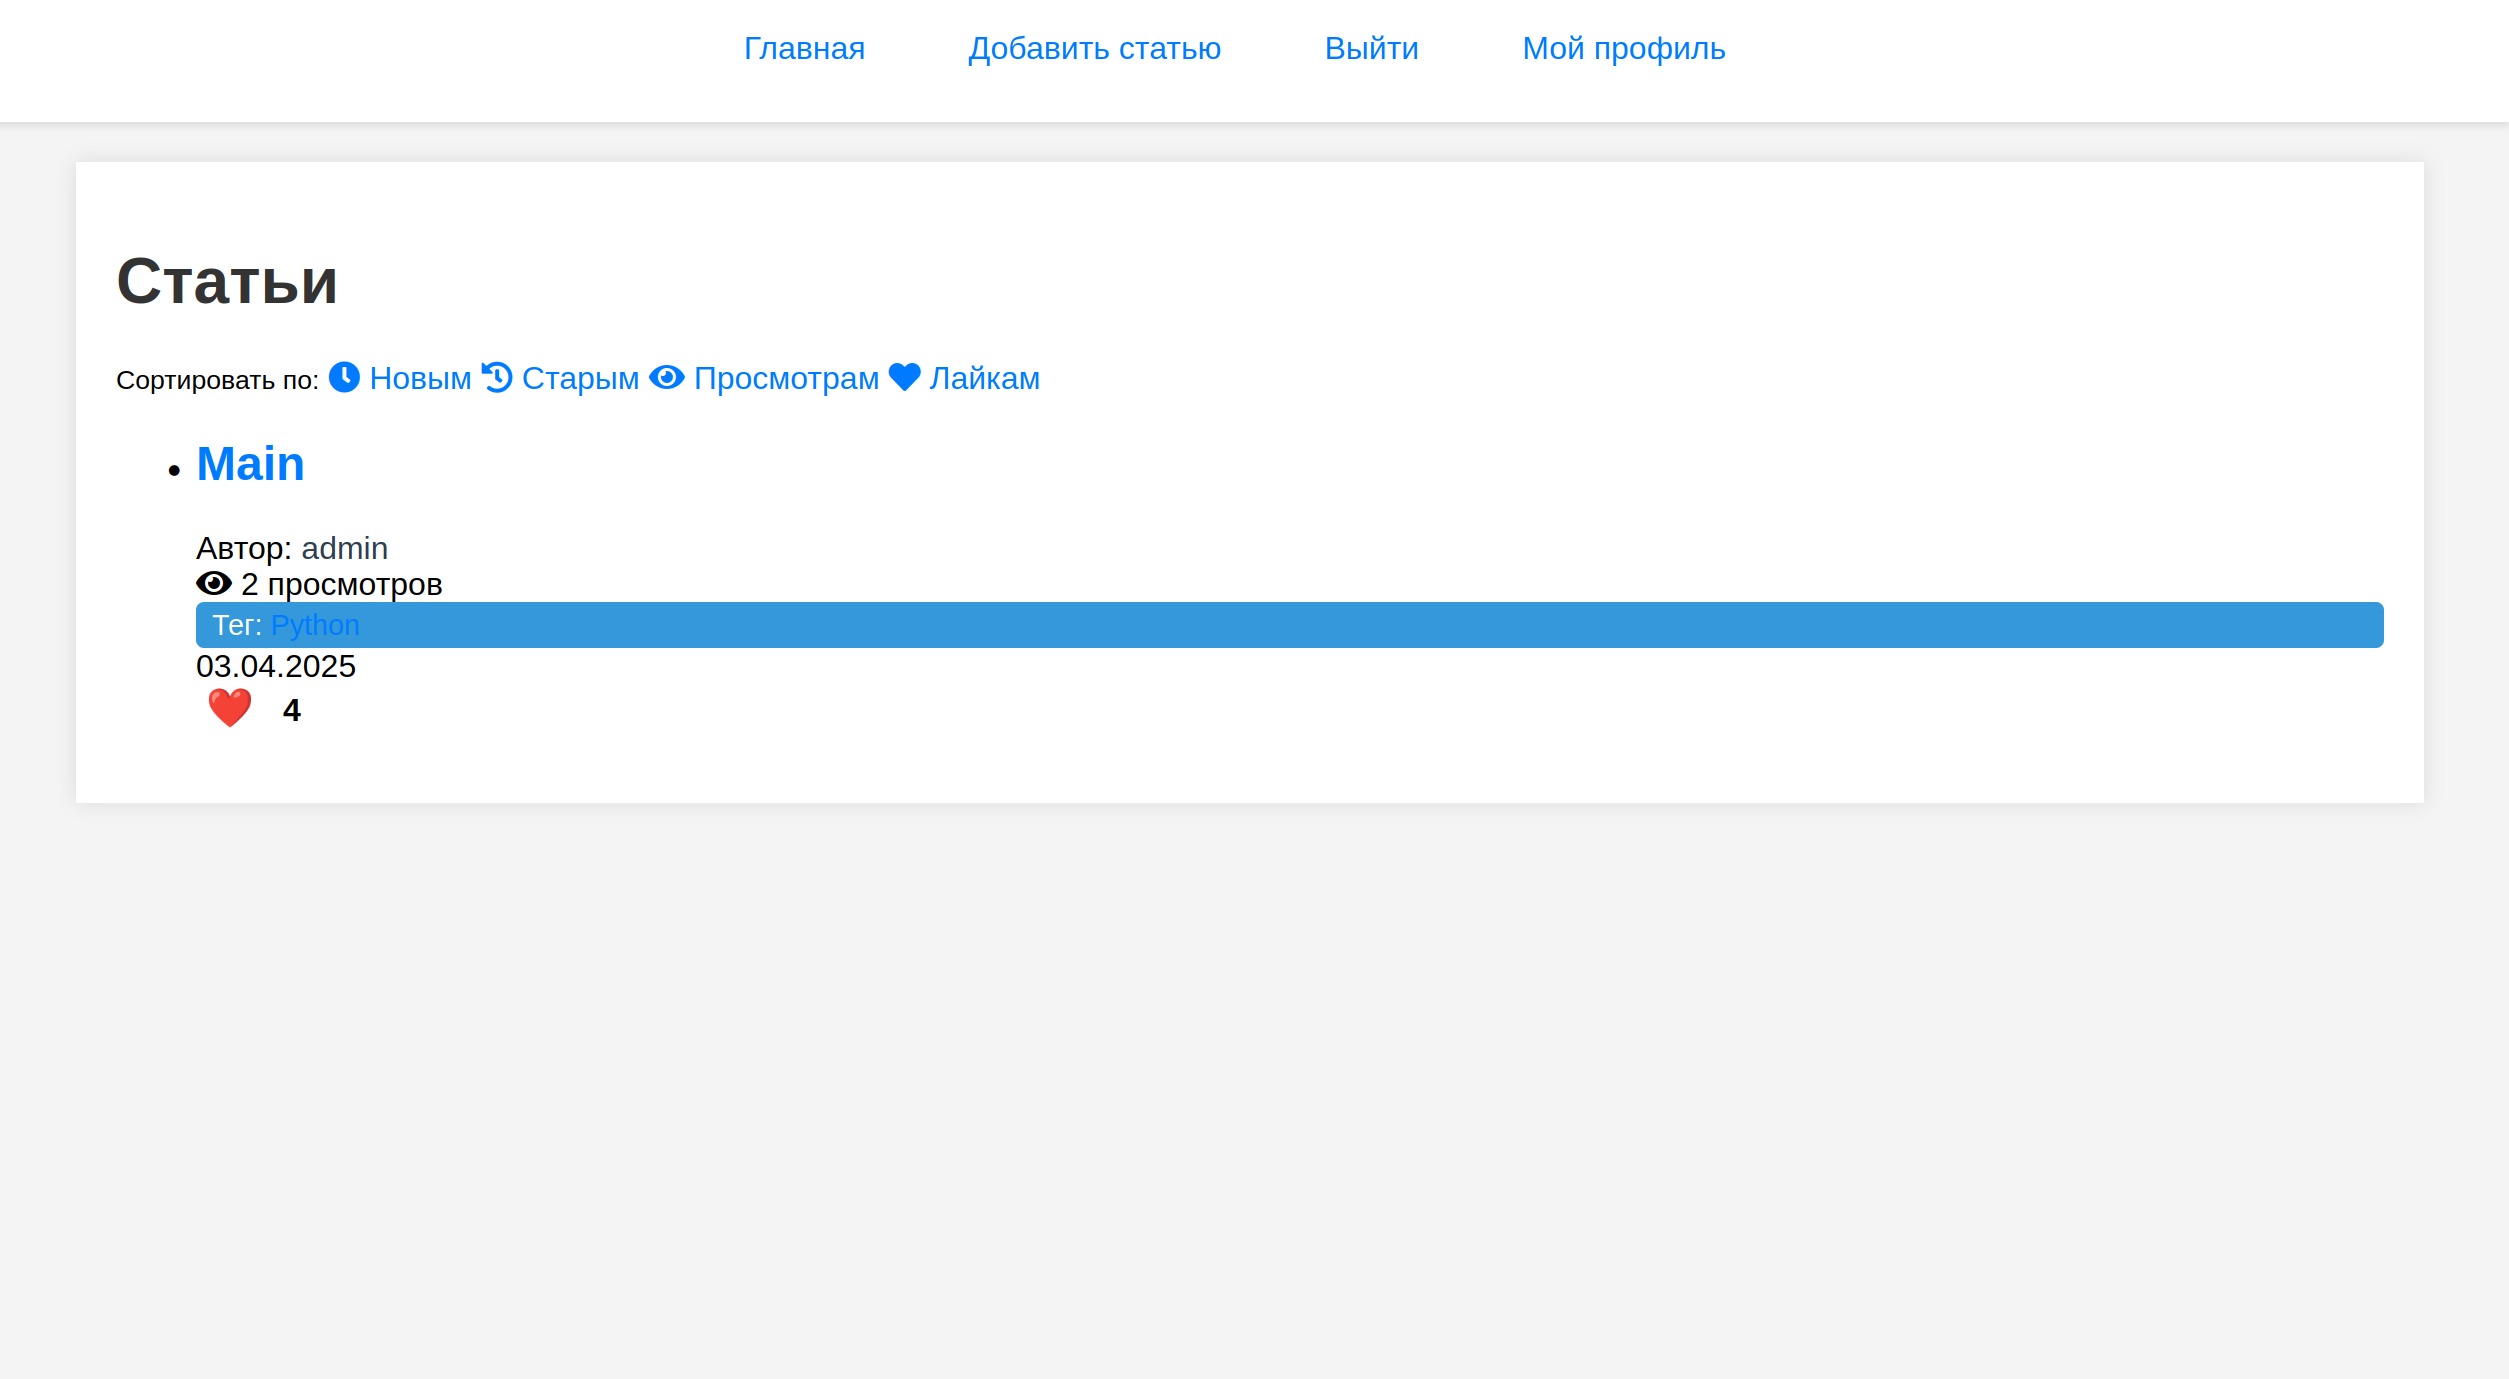 Главная Добавить статью Выйти Мой профиль
Статьи
Сортировать по: Новым Старым Просмотрам Лайкам
• Main
Автор: admin
2 просмотров
Тег: Python
03.04.2025
❤️ 4